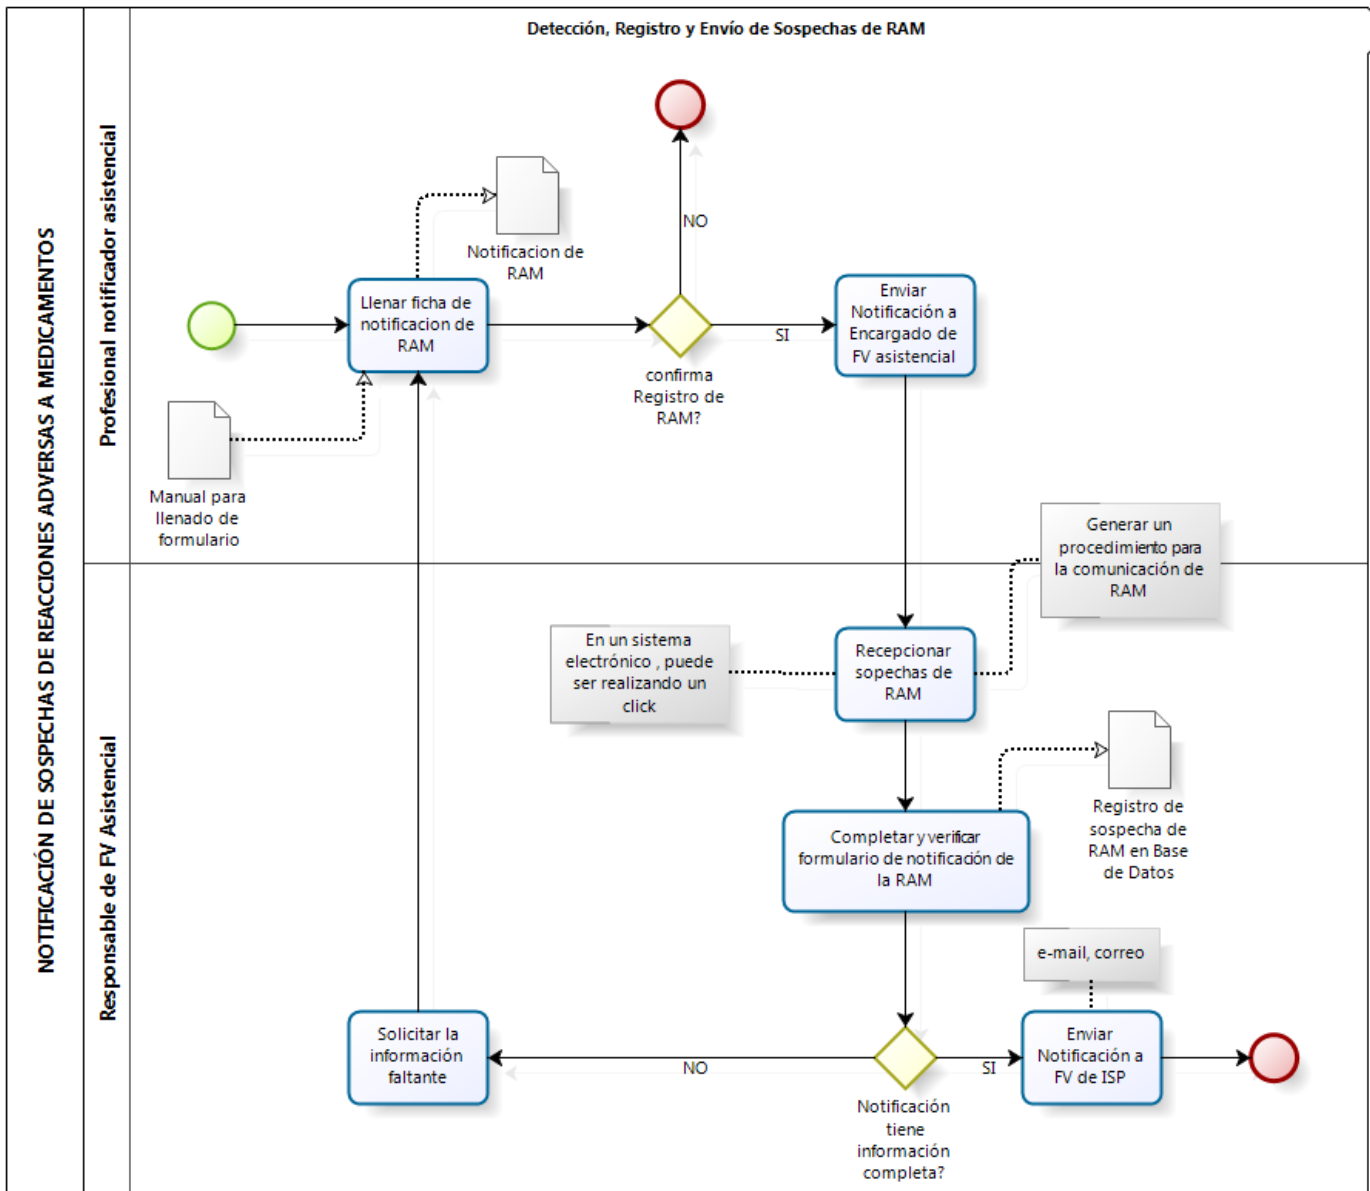 Detección, Registro y Envío de Sospechas de RAM
NOTIFICACIÓN DE SOSPECHAS DE REACCIONES ADVERSAS A MEDICAMENTOS
Profesional notificador asistencial
Notificacion de
RAM
NO
Llenar ficha de
notificacion de
RAM
SI
Enviar
Notificación a
Encargado de
FV asistencial
confirma
Registro de
RAM?
Manual para
llenado de
formulario
Generar un
procedimiento para
la comunicación de
RAM
Responsable de FV Asistencial
En un sistema
electrónico , puede
ser realizando un
click
Recepcionar
sopechas de
RAM
Registro de
sospecha de
RAM en Base
de Datos
Completar y verificar
formulario de notificación de
la RAM
e-mail, correo
Solicitar la
información
faltante
NO
SI
Enviar
Notificación a
FV de ISP
Notificación
tiene
información
completa?